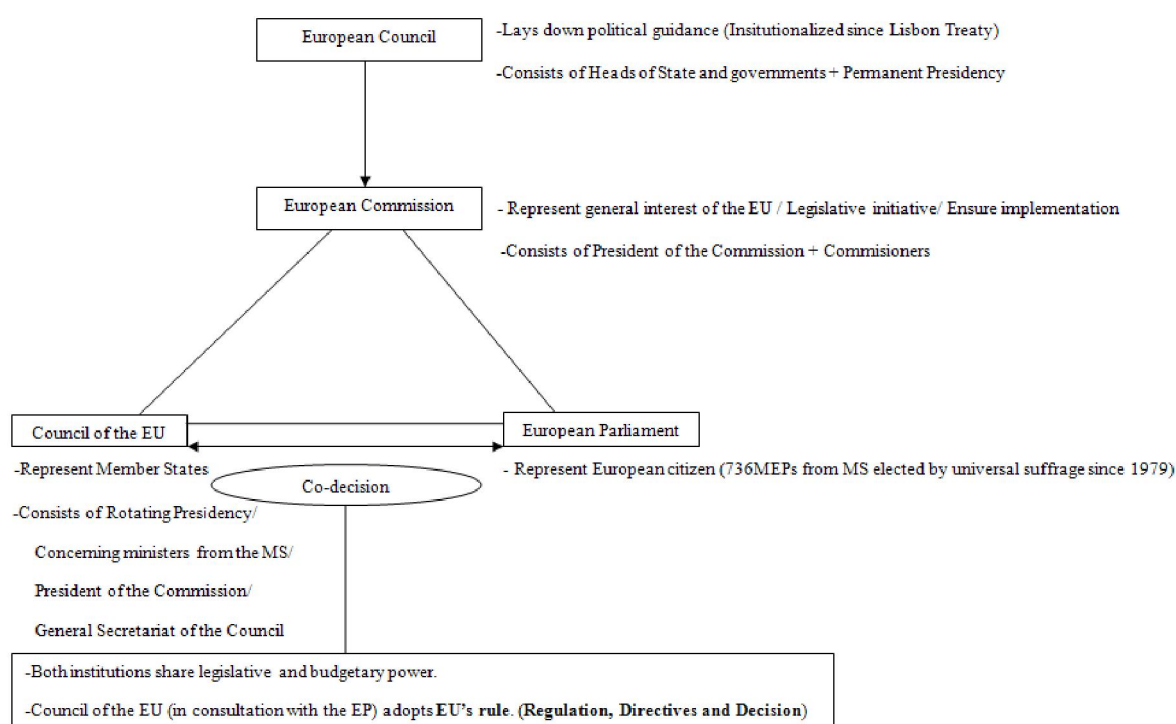 European Council
-Lays down political guidance (Insitutionalized since Lisbon Treaty)
-Consists of Heads of State and governments + Permanent Presidency
European Commission
- Represent general interest of the EU / Legislative initiative/ Ensure implementation
-Consists of President of the Commission + Commisioners
Council of the EU
European Parliament
-Represent Member States
- Represent European citizen (736MEPs from MS elected by universal suffrage since 1979)
Co-decision
-Consists of Rotating Presidency/
Concerning ministers from the MS/
President of the Commission/
General Secretariat of the Council
-Both institutions share legislative and budgetary power.
-Council of the EU (in consultation with the EP) adopts EU's rule. (Regulation, Directives and Decision)